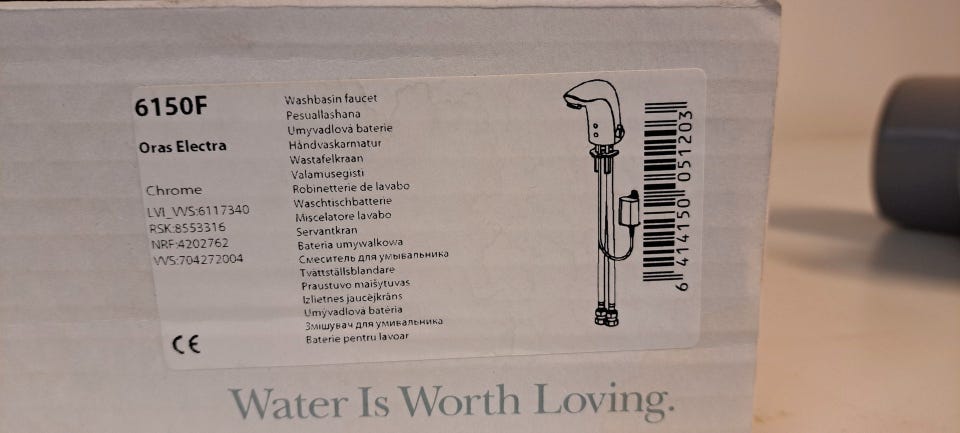 6150F
Oras Electra
Chrome
LVI_VVS:6117340
RSK:8553316
NRF:4202762
VVS:704272004
CE
Washbasin faucet
Pesuallashana
Umyvadlová baterie
Håndvaskarmatur
Wastafelkraan
Valamusegisti
Robinetterie de lavabo
Waschtischbatterie
Miscelatore lavabo
Servantkran
Bateria umywalkowa
Смеситель для умывальника
Tvättställsblandare
Praustuvo maišytuvas
Izlietnes jaucējkrāns
Umývadlová batéria
Змішувач для умивальника
Baterie pentru lavoar
6 414150 051203
Water Is Worth Loving.